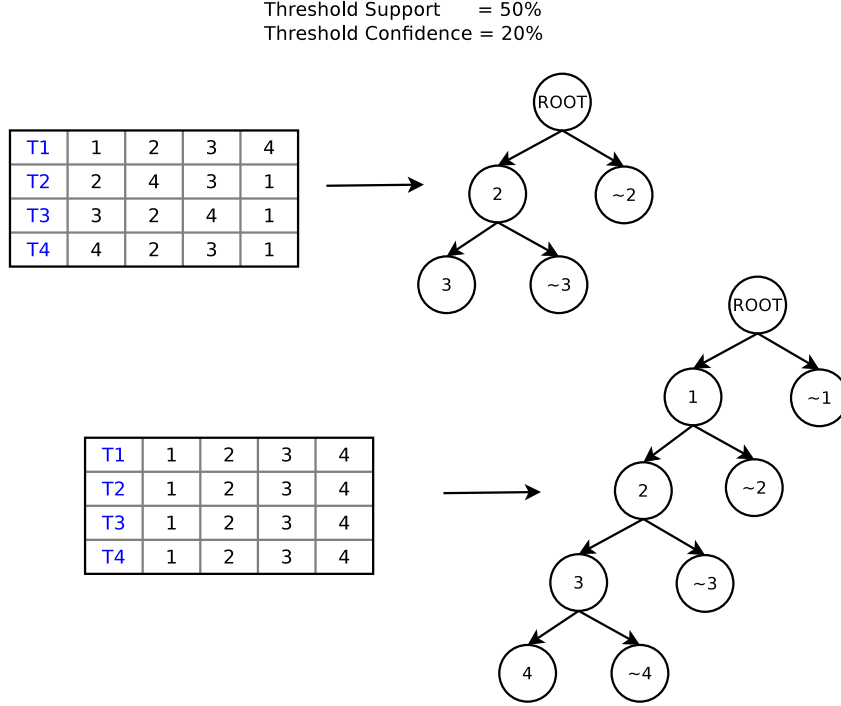 Threshold Support = 50%
Threshold Confidence = 20%
T1 1 2 3 4
T2 2 4 3 1
T3 3 2 4 1
T4 4 2 3 1
ROOT
2 ~2
3 ~3
T1 1 2 3 4
T2 1 2 3 4
T3 1 2 3 4
T4 1 2 3 4
ROOT
1 ~1
2 ~2
3 ~3
4 ~4